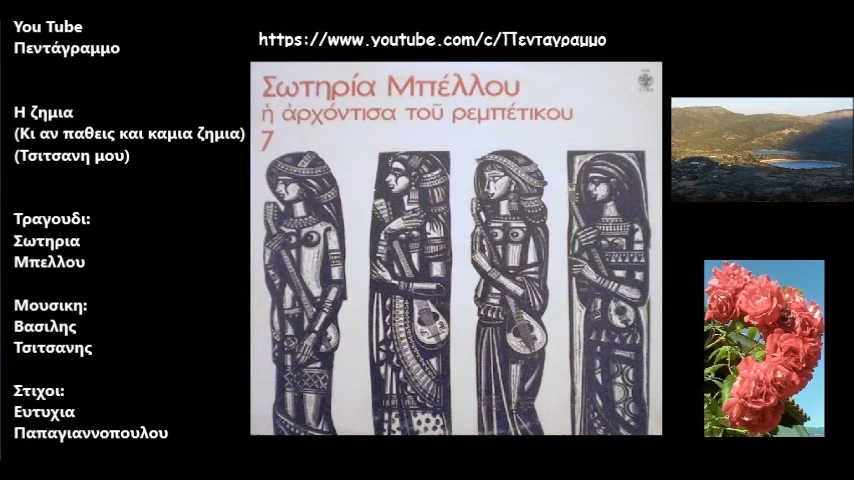 You Tube
Πεντάγραμμο
https://www.youtube.com/c/Πενταγραμμο
Η ζημια
(Κι αν παθεις και καμια ζημια)
(Τσιτσανη μου)
Τραγουδι:
Σωτηρια
Μπελλου
Μουσικη:
Βασιλης
Τσιτσανης
Στιχοι:
Ευτυχια
Παπαγιαννοπουλου
Σωτηρία Μπέλλου
ἡ ἀρχόντισα τοῦ ρεμπέτικου
7